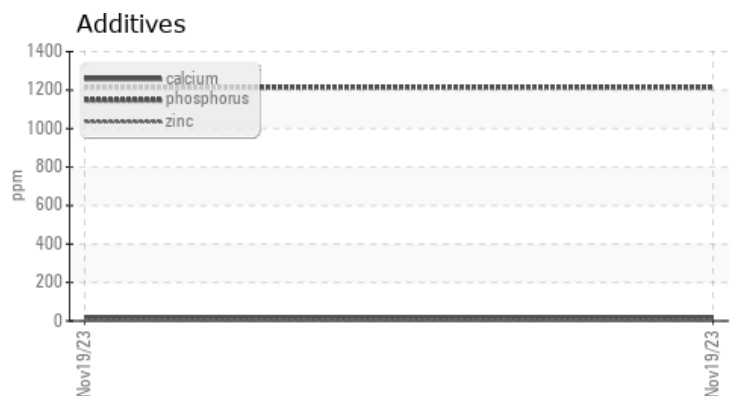 Additives
1400
1200
1000
800
600
400
200
0
ppm
calcium
phosphorus
zinc
Nov19/23
Nov19/23